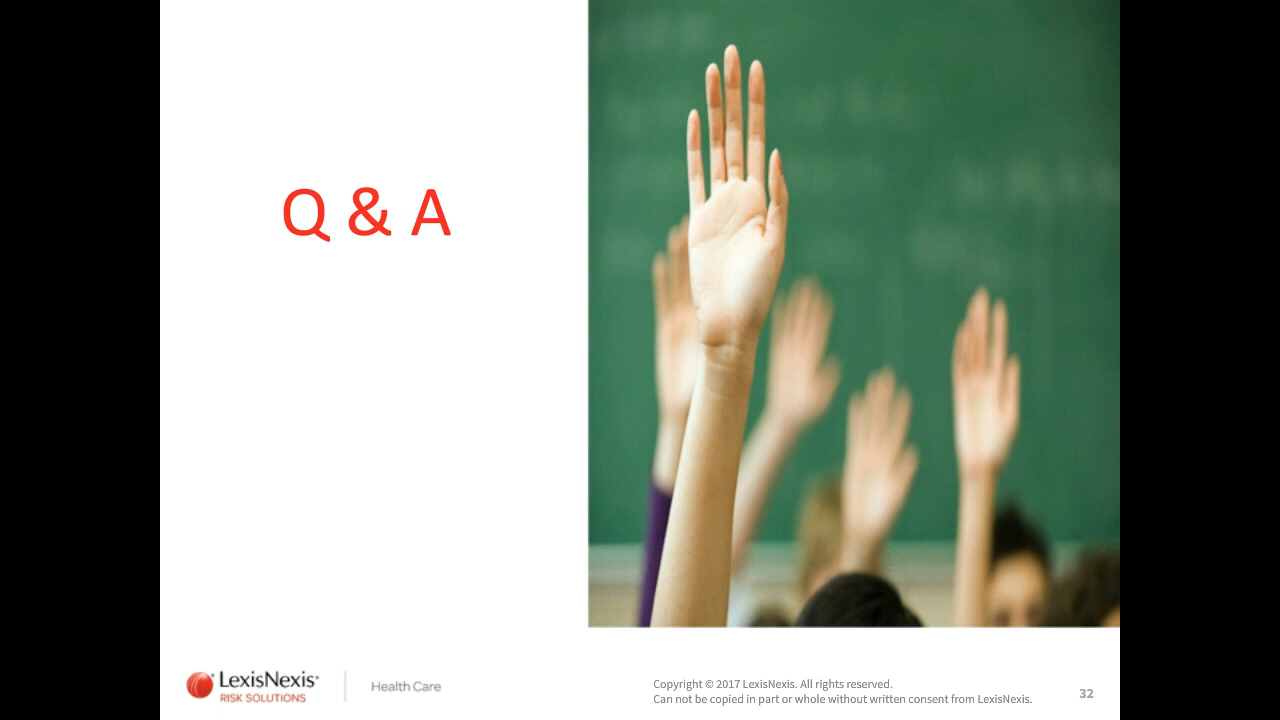 Q & A
LexisNexis®
RISK SOLUTIONS
Health Care
Copyright © 2017 LexisNexis. All rights reserved.
Can not be copied in part or whole without written consent from LexisNexis.
32